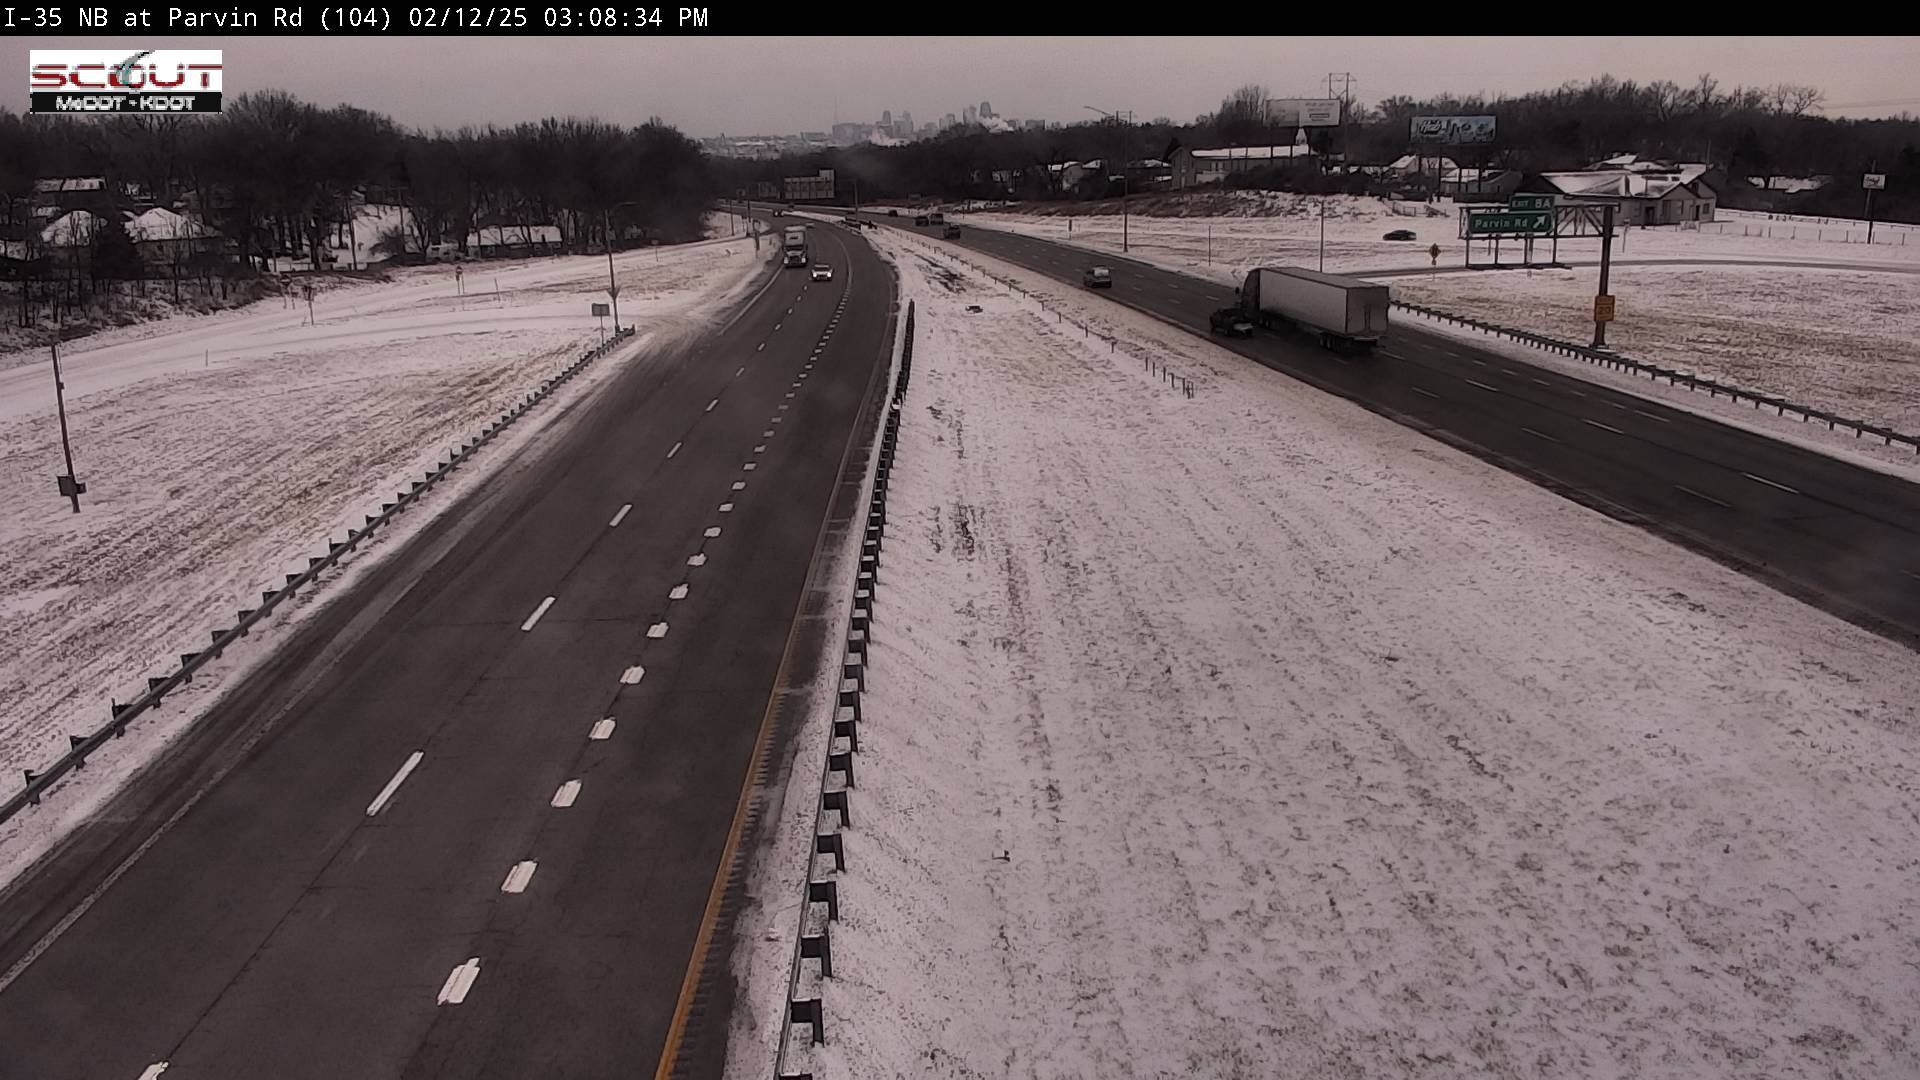 I-35 NB at Parvin Rd (104) 02/12/25 03:08:34 PM
SCOUT
MoDOT - KDOT
EXIT 8A
Parvin Rd